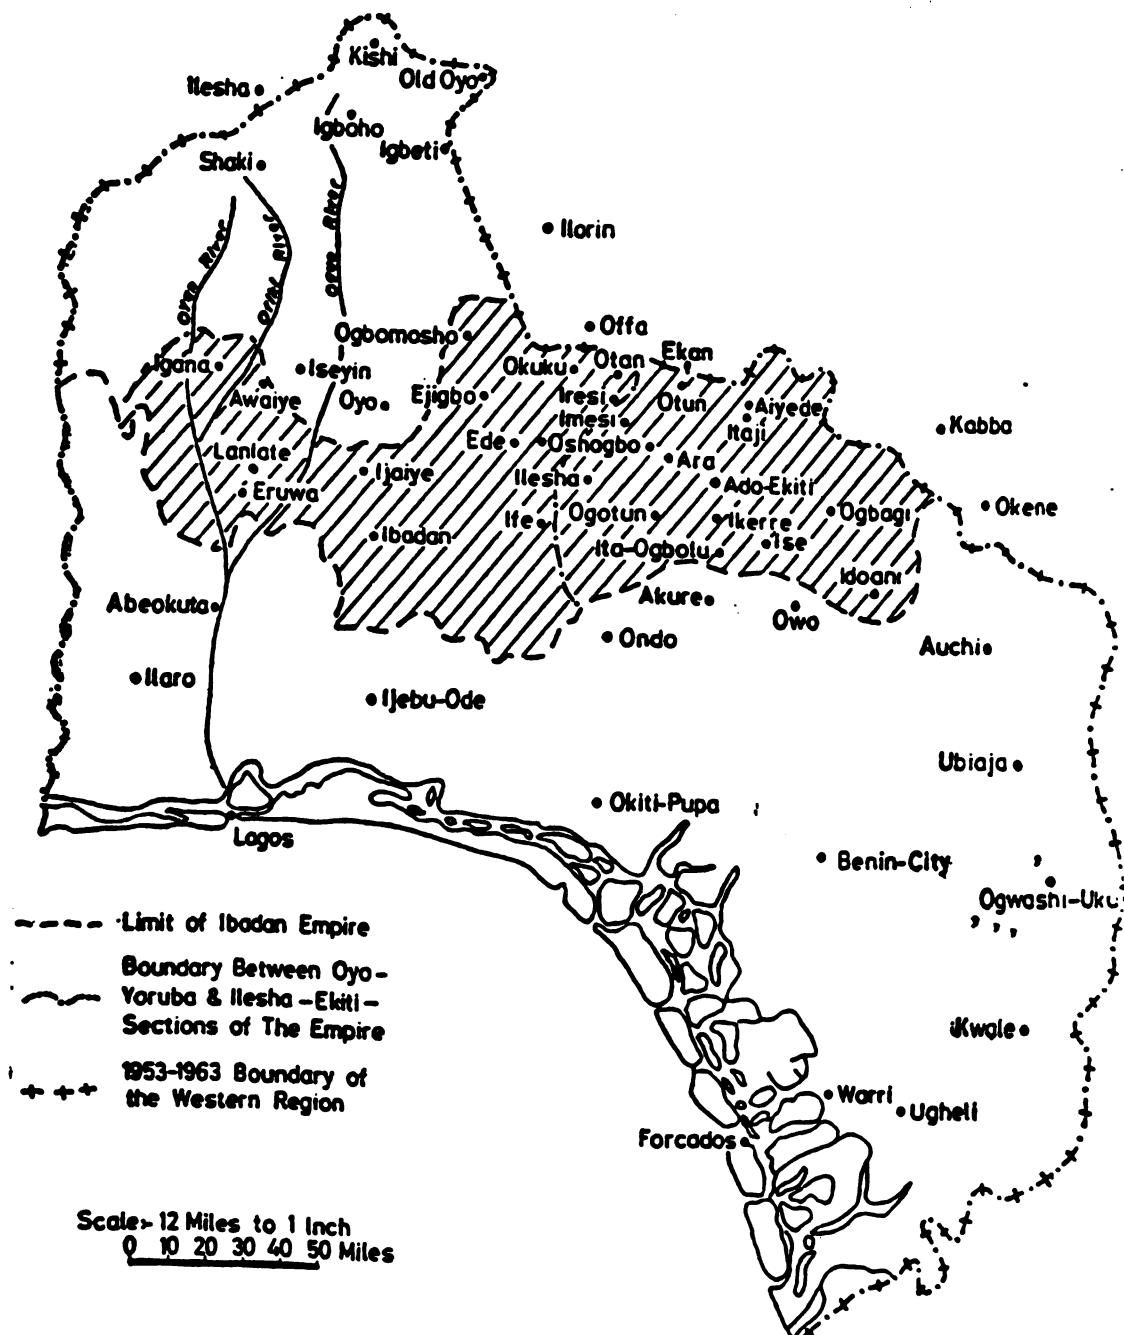 Kishi
Old Oyo
Ilesha
Igboho
Igbeti
Shaki
Ilorin
River
River
River
Ogbomosho
Offa
Igana
Iseyin
Okuku
Otan
Ekan
Awaiye
Oyo
Ejigbo
Iresi
Otun
Aiyede
Imesi
Itaji
Kabba
Lanlate
Ede
Oshogbo
Ara
Ijaiye
Ilesha
Ado-Ekiti
Eruwa
Ife
Ogotun
Ikerre
Ogbagi
Okene
Ibadan
Ita-Ogbolu
Ise
Idoani
Abeokuta
Akure
Owo
Ondo
Auchi
Ilaro
Ijebu-Ode
Ubiaja
Okiti-Pupa
Lagos
Benin-City
Ogwashi-Uku
Limit of Ibadan Empire
Boundary Between Oyo-
Yoruba & Ilesha-Ekiti-
Sections of The Empire
Kwale
1953-1963 Boundary of
the Western Region
Warri
Ugheli
Forcados
Scale:- 12 Miles to 1 Inch
0 10 20 30 40 50 Miles